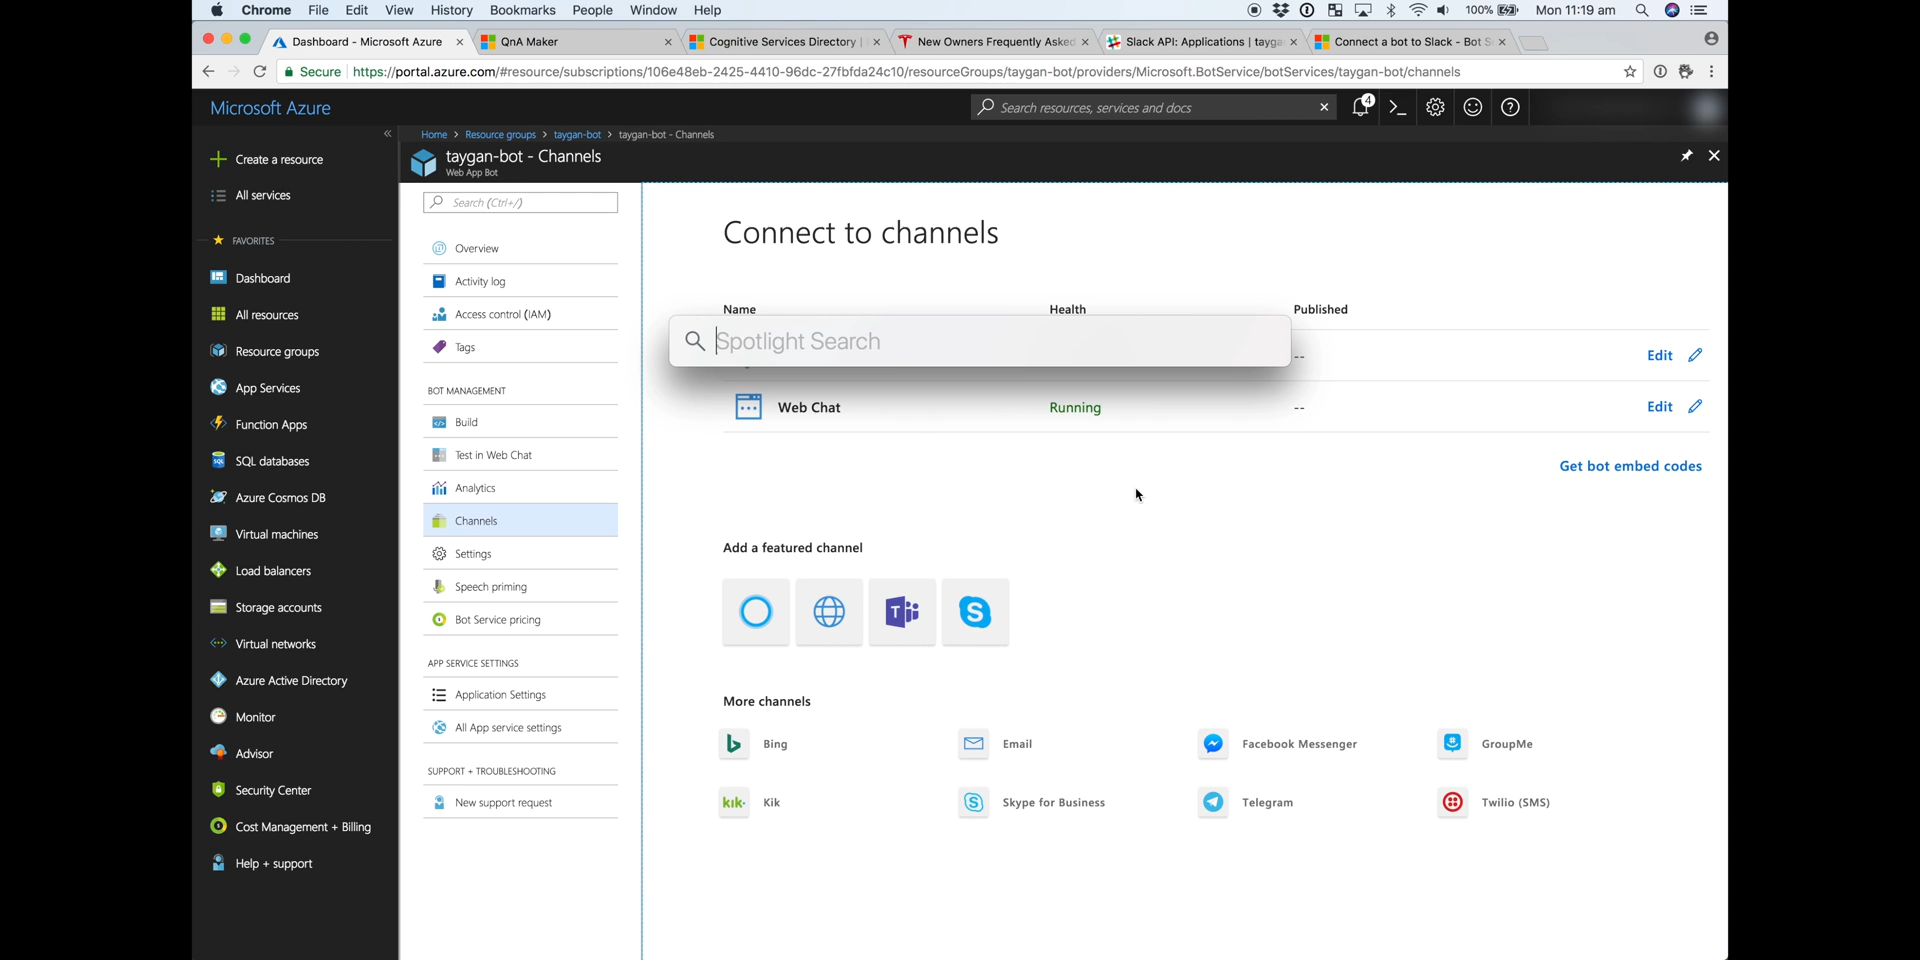 Chrome File Edit View History Bookmarks People Window Help 100% Mon 11:19 am
Dashboard - Microsoft Azure QnA Maker Cognitive Services Directory New Owners Frequently Asked Slack API: Applications | tayga Connect a bot to Slack - Bot S
Secure https://portal.azure.com/#resource/subscriptions/106e48eb-2425-4410-96dc-27fbfda24c10/resourceGroups/taygan-bot/providers/Microsoft.BotService/botServices/taygan-bot/channels
Microsoft Azure Search resources, services and docs 4
Home > Resource groups > taygan-bot > taygan-bot - Channels
taygan-bot - Channels
Web App Bot
Create a resource
All services
FAVORITES
Dashboard
All resources
Resource groups
App Services
Function Apps
SQL databases
Azure Cosmos DB
Virtual machines
Load balancers
Storage accounts
Virtual networks
Azure Active Directory
Monitor
Advisor
Security Center
Cost Management + Billing
Help + support
Search (Ctrl+/)
Overview
Activity log
Access control (IAM)
Tags
BOT MANAGEMENT
Build
Test in Web Chat
Analytics
Channels
Settings
Speech priming
Bot Service pricing
APP SERVICE SETTINGS
Application Settings
All App service settings
SUPPORT + TROUBLESHOOTING
New support request
Connect to channels
Name Health Published
Spotlight Search
-- Edit
Web Chat Running -- Edit
Get bot embed codes
Add a featured channel
More channels
Bing Email Facebook Messenger GroupMe
Kik Skype for Business Telegram Twilio (SMS)